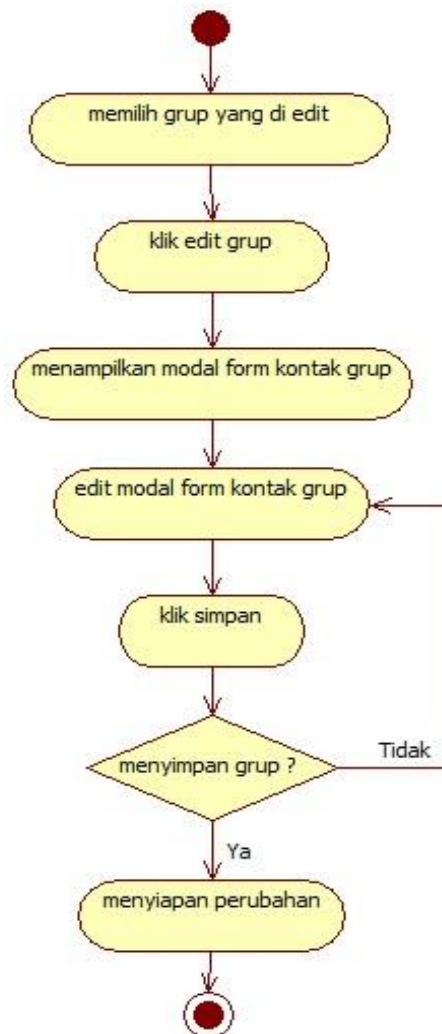 memilih grup yang di edit
klik edit grup
menampilkan modal form kontak grup
edit modal form kontak grup
klik simpan
menyimpan grup ?
Tidak
Ya
menyiapan perubahan